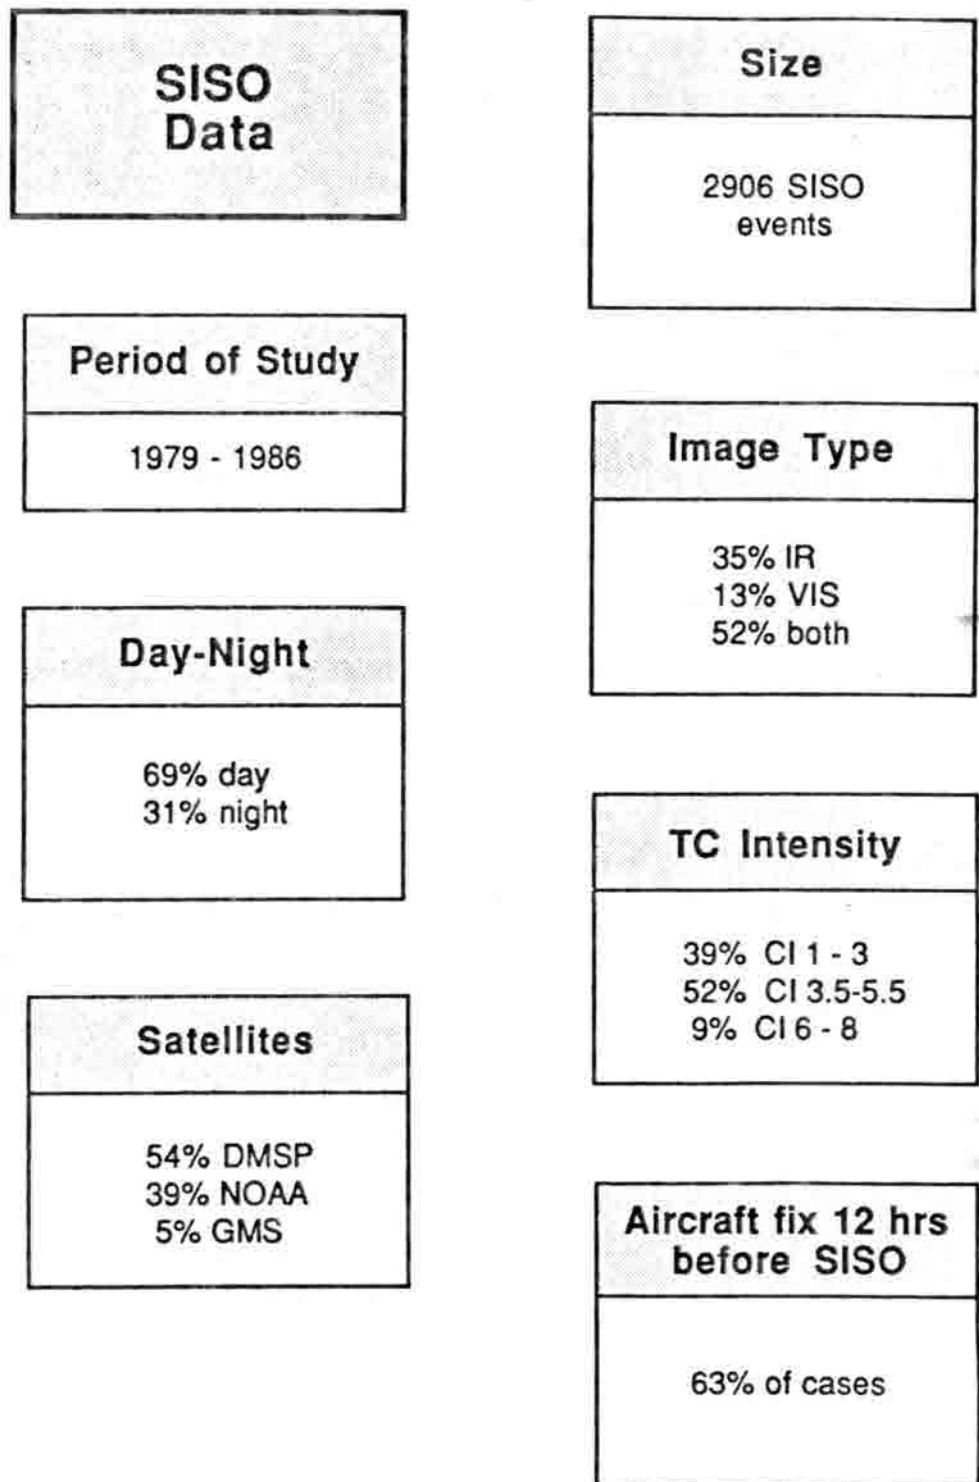 SISO
Data
Period of Study
1979 - 1986
Day-Night
69% day
31% night
Satellites
54% DMSP
39% NOAA
5% GMS
Size
2906 SISO
events
Image Type
35% IR
13% VIS
52% both
TC Intensity
39% CI 1 - 3
52% CI 3.5-5.5
9% CI 6 - 8
Aircraft fix 12 hrs
before SISO
63% of cases